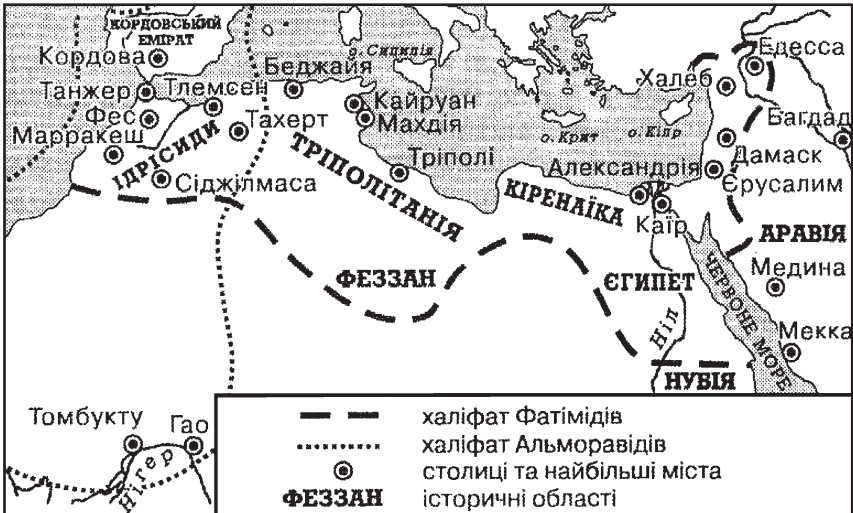 КОРДОВСЬКИЙ
ЕМІРАТ
Кордова
о. Сицилія
Едесса
Беджайя
Халеб
Танжер
Тлемсен
Кайруан
Фес
Тахерт
Махдія
Багдад
Марракеш
о. Крит
о. Кіпр
ІДРІСИДИ
ТРІПОЛІТАНІЯ
Тріполі
Александрія
Дамаск
Сіджілмаса
КІРЕНАЇКА
Єрусалим
Каїр
АРАВІЯ
ФЕЗЗАН
ЄГИПЕТ
ЧЕРВОНЕ МОРЕ
Медина
Ніл
Мекка
НУБІЯ
Томбукту
Гао
Нігер
халіфат Фатімідів
халіфат Альморавідів
столиці та найбільші міста
ФЕЗЗАН історичні області